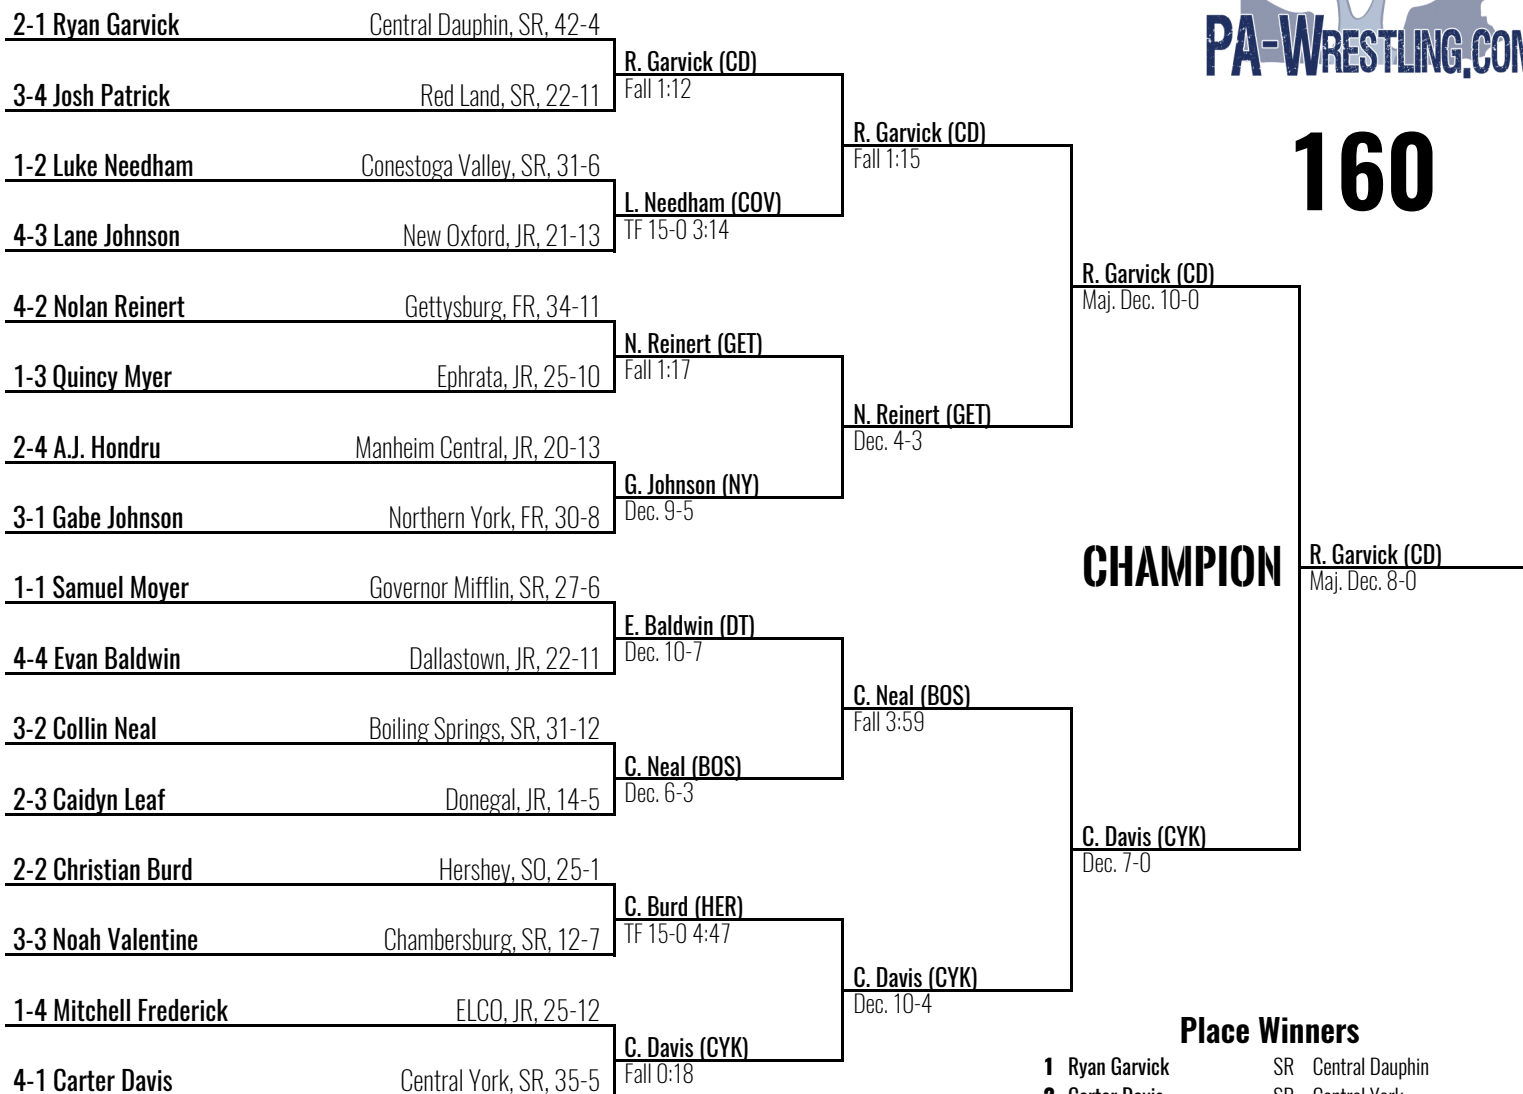 PA-WRESTLING.COM
160
2-1 Ryan Garvick Central Dauphin, SR, 42-4
3-4 Josh Patrick Red Land, SR, 22-11
1-2 Luke Needham Conestoga Valley, SR, 31-6
4-3 Lane Johnson New Oxford, JR, 21-13
4-2 Nolan Reinert Gettysburg, FR, 34-11
1-3 Quincy Myer Ephrata, JR, 25-10
2-4 A.J. Hondru Manheim Central, JR, 20-13
3-1 Gabe Johnson Northern York, FR, 30-8
1-1 Samuel Moyer Governor Mifflin, SR, 27-6
4-4 Evan Baldwin Dallastown, JR, 22-11
3-2 Collin Neal Boiling Springs, SR, 31-12
2-3 Caidyn Leaf Donegal, JR, 14-5
2-2 Christian Burd Hershey, SO, 25-1
3-3 Noah Valentine Chambersburg, SR, 12-7
1-4 Mitchell Frederick ELCO, JR, 25-12
4-1 Carter Davis Central York, SR, 35-5
R. Garvick (CD)
Fall 1:12
L. Needham (COV)
TF 15-0 3:14
N. Reinert (GET)
Fall 1:17
G. Johnson (NY)
Dec. 9-5
E. Baldwin (DT)
Dec. 10-7
C. Neal (BOS)
Dec. 6-3
C. Burd (HER)
TF 15-0 4:47
C. Davis (CYK)
Fall 0:18
R. Garvick (CD)
Fall 1:15
N. Reinert (GET)
Dec. 4-3
C. Neal (BOS)
Fall 3:59
C. Davis (CYK)
Dec. 10-4
R. Garvick (CD)
Maj. Dec. 10-0
C. Davis (CYK)
Dec. 7-0
CHAMPION
R. Garvick (CD)
Maj. Dec. 8-0
Place Winners
1 Ryan Garvick SR Central Dauphin
2 Carter Davis SR Central York